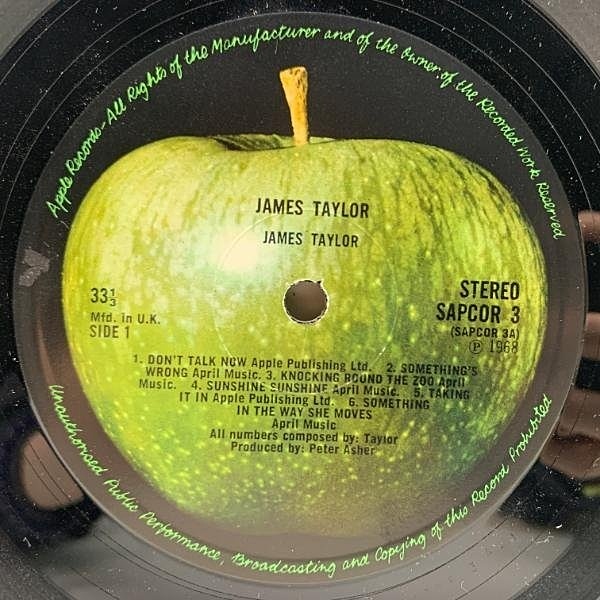 Apple Records-All Rights of the Manufacturer and of the Owner of the Recorded Work Reserved
JAMES TAYLOR
JAMES TAYLOR
33⅓
Mfd. in U.K.
SIDE 1
STEREO
SAPCOR 3
(SAPCOR 3A)
℗ 1968
1. DON'T TALK NOW Apple Publishing Ltd. 2. SOMETHING'S
WRONG April Music. 3. KNOCKING ROUND THE ZOO April
Music. 4. SUNSHINE SUNSHINE April Music. 5. TAKING
IT IN Apple Publishing Ltd. 6. SOMETHING
IN THE WAY SHE MOVES
April Music
All numbers composed by: Taylor
Produced by: Peter Asher
Unauthorised Public Performance, Broadcasting and Copying of this Record Prohibited